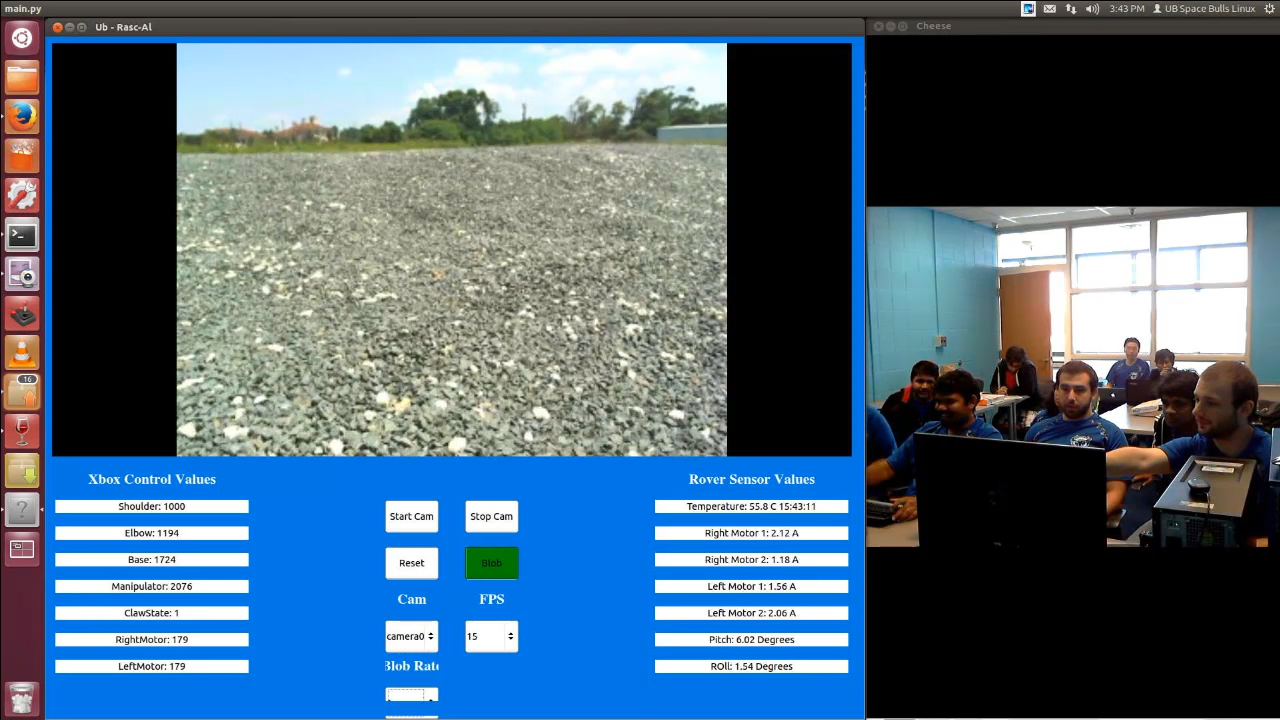 main.py
3:43 PM
UB Space Bulls Linux
Ub - Rasc-Al
Cheese
16
Xbox Control Values
Shoulder: 1000
Elbow: 1194
Base: 1724
Manipulator: 2076
ClawState: 1
RightMotor: 179
LeftMotor: 179
Start Cam
Stop Cam
Reset
Blob
Cam
FPS
camera0
15
Blob Rate
Rover Sensor Values
Temperature: 55.8 C 15:43:11
Right Motor 1: 2.12 A
Right Motor 2: 1.18 A
Left Motor 1: 1.56 A
Left Motor 2: 2.06 A
Pitch: 6.02 Degrees
ROll: 1.54 Degrees